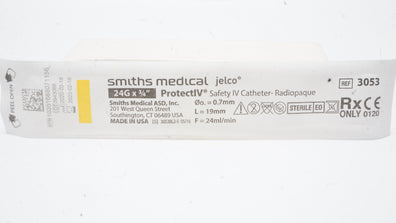 PEEL OPEN
smiths medical jelco®
REF 3053
24G x ¾" ProtectIV® Safety IV Catheter- Radiopaque
Smiths Medical ASD, Inc.
201 West Queen Street
Southington, CT 06489 USA
MADE IN USA
Øo. = 0.7mm
L = 19mm
F = 24ml/min
STERILE EO
Rx ONLY
CE 0120